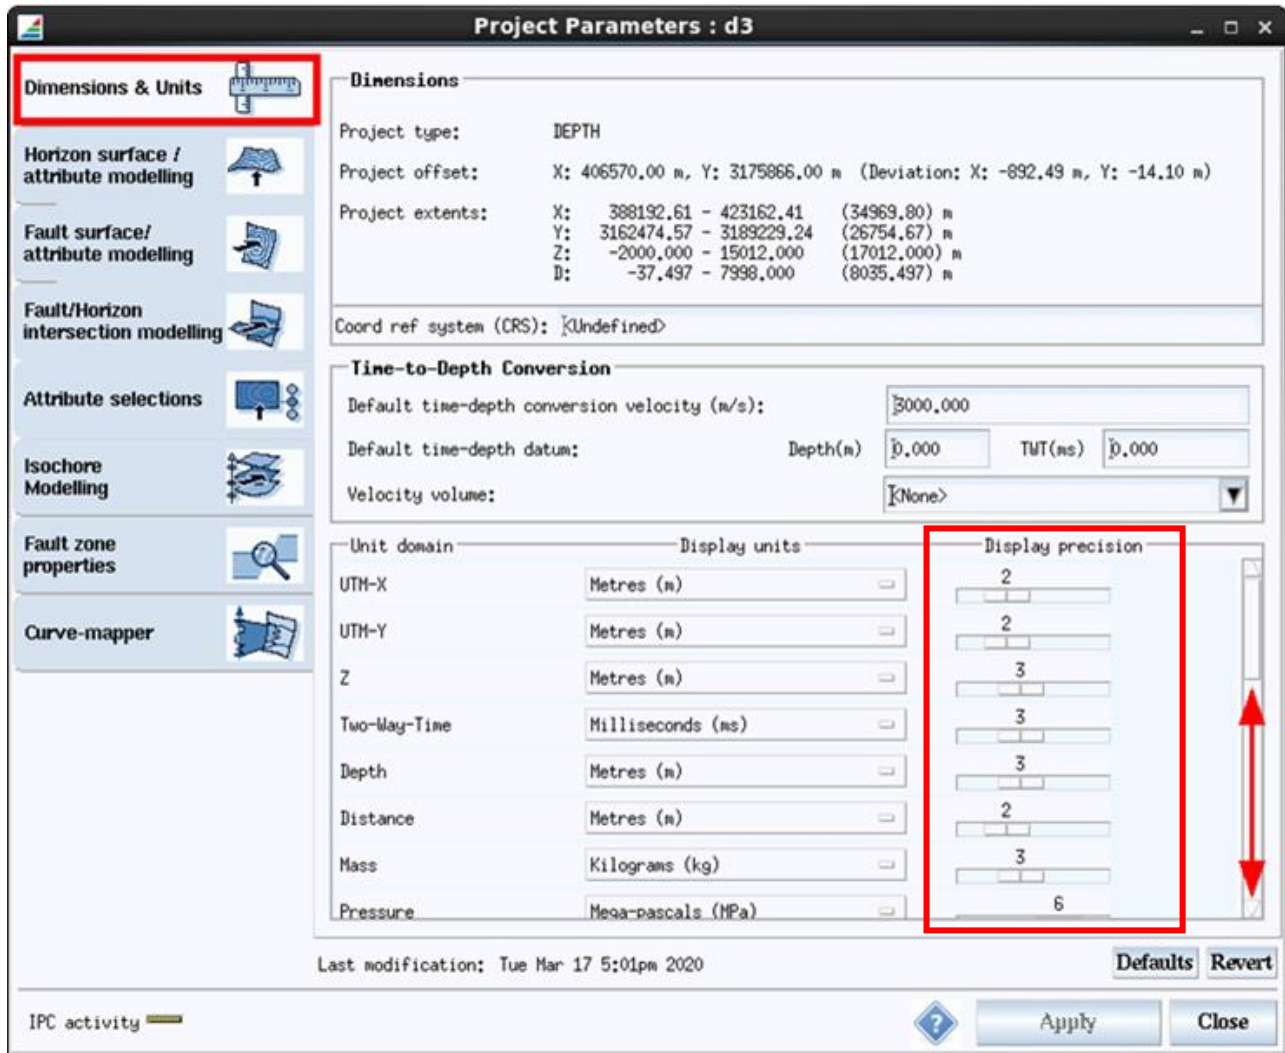 Project Parameters : d3
Dimensions & Units
Horizon surface /
attribute modelling
Fault surface/
attribute modelling
Fault/Horizon
intersection modelling
Attribute selections
Isochore
Modelling
Fault zone
properties
Curve-mapper
Dimensions
Project type: DEPTH
Project offset: X: 406570.00 m, Y: 3175866.00 m (Deviation: X: -892.49 m, Y: -14.10 m)
Project extents: X: 388192.61 - 423162.41 (34969.80) m
Y: 3162474.57 - 3189229.24 (26754.67) m
Z: -2000.000 - 15012.000 (17012.000) m
D: -37.497 - 7998.000 (8035.497) m
Coord ref system (CRS): <Undefined>
Time-to-Depth Conversion
Default time-depth conversion velocity (m/s): 3000.000
Default time-depth datum: Depth(m) 0.000 TWT(ms) 0.000
Velocity volume: <None>
Unit domain Display units Display precision
UTM-X Metres (m) 2
UTM-Y Metres (m) 2
Z Metres (m) 3
Two-Way-Time Milliseconds (ms) 3
Depth Metres (m) 3
Distance Metres (m) 2
Mass Kilograms (kg) 3
Pressure Mega-pascals (MPa) 6
Last modification: Tue Mar 17 5:01pm 2020
Defaults Revert
IPC activity ? Apply Close